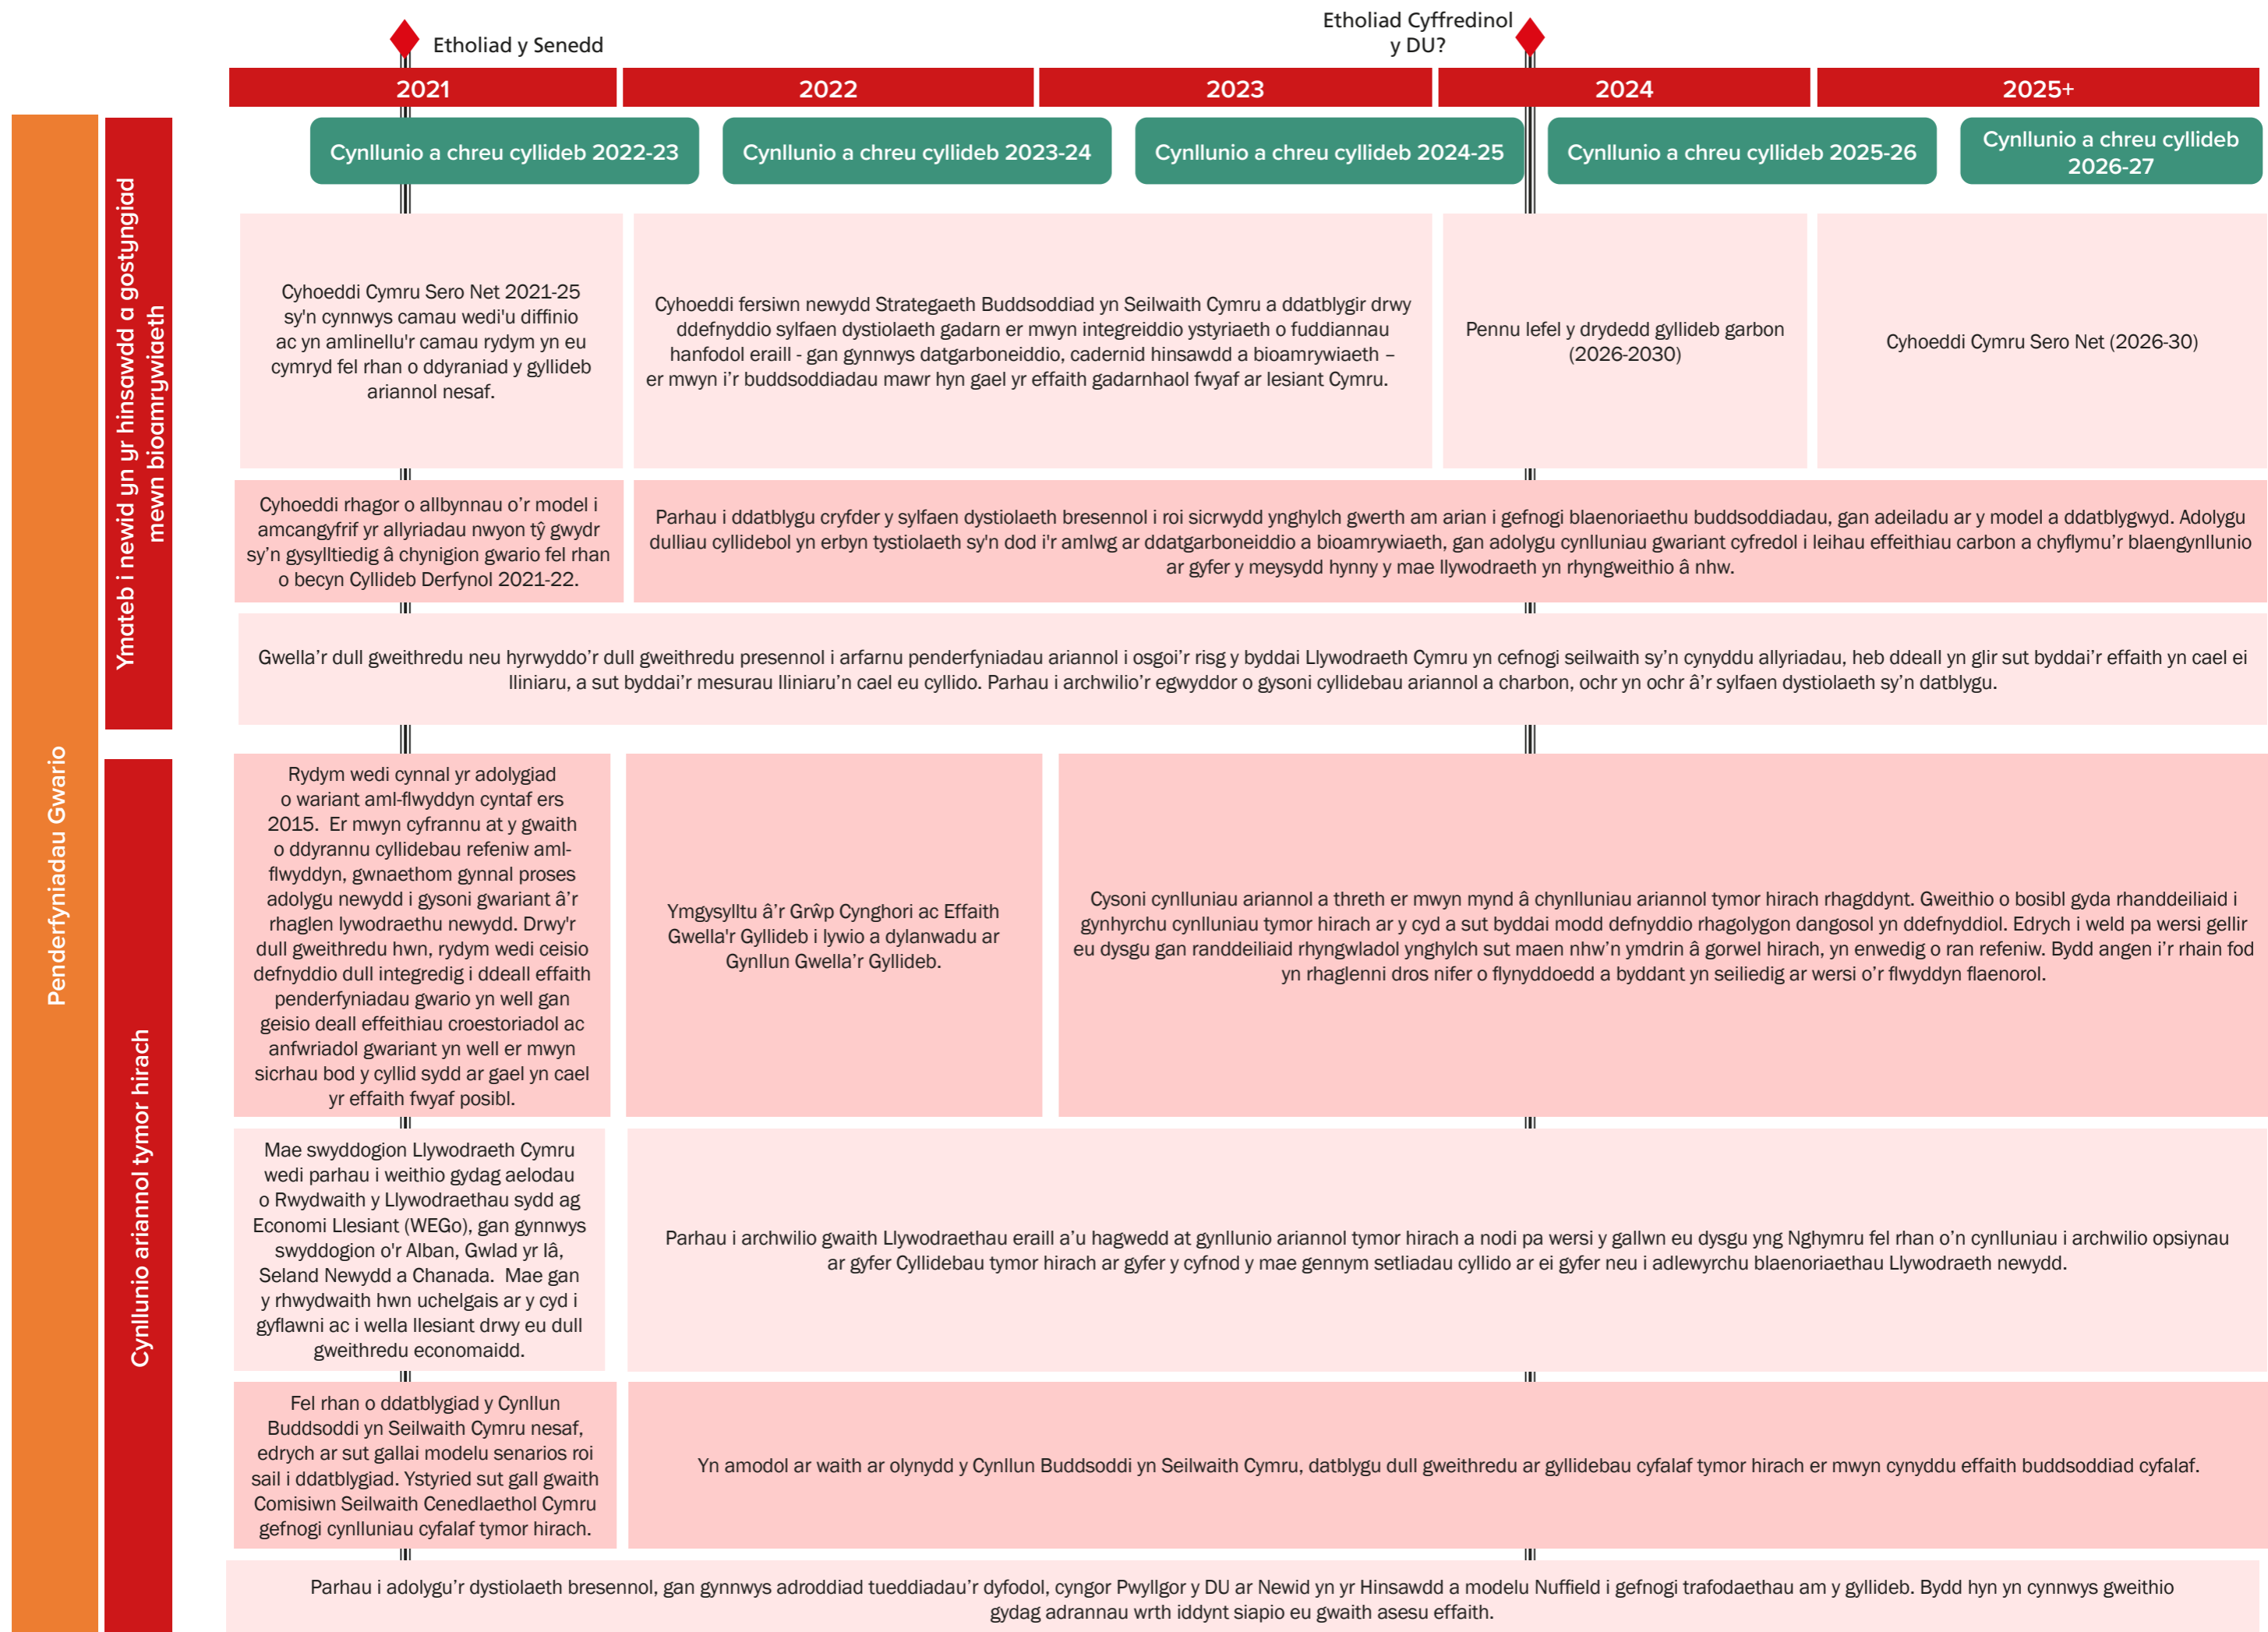 Etholiad y Senedd
Etholiad Cyffredinol
y DU?
2021
2022
2023
2024
2025+
Penderfyniadau Gwario
Ymateb i newid yn yr hinsawdd a gostyngiad
mewn bioamrywiaeth
Cynllunio a chreu cyllideb 2022-23
Cynllunio a chreu cyllideb 2023-24
Cynllunio a chreu cyllideb 2024-25
Cynllunio a chreu cyllideb 2025-26
Cynllunio a chreu cyllideb
2026-27
Cyhoeddi Cymru Sero Net 2021-25
sy'n cynnwys camau wedi'u diffinio
ac yn amlinellu'r camau rydym yn eu
cymryd fel rhan o ddyraniad y gyllideb
ariannol nesaf.
Cyhoeddi fersiwn newydd Strategaeth Buddsoddiad yn Seilwaith Cymru a ddatblygir drwy
ddefnyddio sylfaen dystiolaeth gadarn er mwyn integreiddio ystyriaeth o fuddiannau
hanfodol eraill - gan gynnwys datgarboneiddio, cadernid hinsawdd a bioamrywiaeth –
er mwyn i’r buddsoddiadau mawr hyn gael yr effaith gadarnhaol fwyaf ar lesiant Cymru.
Pennu lefel y drydedd gyllideb garbon
(2026-2030)
Cyhoeddi Cymru Sero Net (2026-30)
Cyhoeddi rhagor o allbynnau o’r model i
amcangyfrif yr allyriadau nwyon tŷ gwydr
sy’n gysylltiedig â chynigion gwario fel rhan
o becyn Cyllideb Derfynol 2021-22.
Parhau i ddatblygu cryfder y sylfaen dystiolaeth bresennol i roi sicrwydd ynghylch gwerth am arian i gefnogi blaenoriaethu buddsoddiadau, gan adeiladu ar y model a ddatblygwyd. Adolygu
dulliau cyllidebol yn erbyn tystiolaeth sy'n dod i'r amlwg ar ddatgarboneiddio a bioamrywiaeth, gan adolygu cynlluniau gwariant cyfredol i leihau effeithiau carbon a chyflymu’r blaengynllunio
ar gyfer y meysydd hynny y mae llywodraeth yn rhyngweithio â nhw.
Gwella’r dull gweithredu neu hyrwyddo’r dull gweithredu presennol i arfarnu penderfyniadau ariannol i osgoi’r risg y byddai Llywodraeth Cymru yn cefnogi seilwaith sy’n cynyddu allyriadau, heb ddeall yn glir sut byddai’r effaith yn cael ei
lliniaru, a sut byddai’r mesurau lliniaru’n cael eu cyllido. Parhau i archwilio’r egwyddor o gysoni cyllidebau ariannol a charbon, ochr yn ochr â’r sylfaen dystiolaeth sy’n datblygu.
Cynllunio ariannol tymor hirach
Rydym wedi cynnal yr adolygiad
o wariant aml-flwyddyn cyntaf ers
2015. Er mwyn cyfrannu at y gwaith
o ddyrannu cyllidebau refeniw aml-
flwyddyn, gwnaethom gynnal proses
adolygu newydd i gysoni gwariant â’r
rhaglen lywodraethu newydd. Drwy'r
dull gweithredu hwn, rydym wedi ceisio
defnyddio dull integredig i ddeall effaith
penderfyniadau gwario yn well gan
geisio deall effeithiau croestoriadol ac
anfwriadol gwariant yn well er mwyn
sicrhau bod y cyllid sydd ar gael yn cael
yr effaith fwyaf posibl.
Ymgysylltu â’r Grŵp Cynghori ac Effaith
Gwella'r Gyllideb i lywio a dylanwadu ar
Gynllun Gwella’r Gyllideb.
Cysoni cynlluniau ariannol a threth er mwyn mynd â chynlluniau ariannol tymor hirach rhagddynt. Gweithio o bosibl gyda rhanddeiliaid i
gynhyrchu cynlluniau tymor hirach ar y cyd a sut byddai modd defnyddio rhagolygon dangosol yn ddefnyddiol. Edrych i weld pa wersi gellir
eu dysgu gan randdeiliaid rhyngwladol ynghylch sut maen nhw’n ymdrin â gorwel hirach, yn enwedig o ran refeniw. Bydd angen i’r rhain fod
yn rhaglenni dros nifer o flynyddoedd a byddant yn seiliedig ar wersi o’r flwyddyn flaenorol.
Mae swyddogion Llywodraeth Cymru
wedi parhau i weithio gydag aelodau
o Rwydwaith y Llywodraethau sydd ag
Economi Llesiant (WEGo), gan gynnwys
swyddogion o'r Alban, Gwlad yr Iâ,
Seland Newydd a Chanada. Mae gan
y rhwydwaith hwn uchelgais ar y cyd i
gyflawni ac i wella llesiant drwy eu dull
gweithredu economaidd.
Parhau i archwilio gwaith Llywodraethau eraill a’u hagwedd at gynllunio ariannol tymor hirach a nodi pa wersi y gallwn eu dysgu yng Nghymru fel rhan o’n cynlluniau i archwilio opsiynau
ar gyfer Cyllidebau tymor hirach ar gyfer y cyfnod y mae gennym setliadau cyllido ar ei gyfer neu i adlewyrchu blaenoriaethau Llywodraeth newydd.
Fel rhan o ddatblygiad y Cynllun
Buddsoddi yn Seilwaith Cymru nesaf,
edrych ar sut gallai modelu senarios roi
sail i ddatblygiad. Ystyried sut gall gwaith
Comisiwn Seilwaith Cenedlaethol Cymru
gefnogi cynlluniau cyfalaf tymor hirach.
Yn amodol ar waith ar olynydd y Cynllun Buddsoddi yn Seilwaith Cymru, datblygu dull gweithredu ar gyllidebau cyfalaf tymor hirach er mwyn cynyddu effaith buddsoddiad cyfalaf.
Parhau i adolygu’r dystiolaeth bresennol, gan gynnwys adroddiad tueddiadau’r dyfodol, cyngor Pwyllgor y DU ar Newid yn yr Hinsawdd a modelu Nuffield i gefnogi trafodaethau am y gyllideb. Bydd hyn yn cynnwys gweithio
gydag adrannau wrth iddynt siapio eu gwaith asesu effaith.